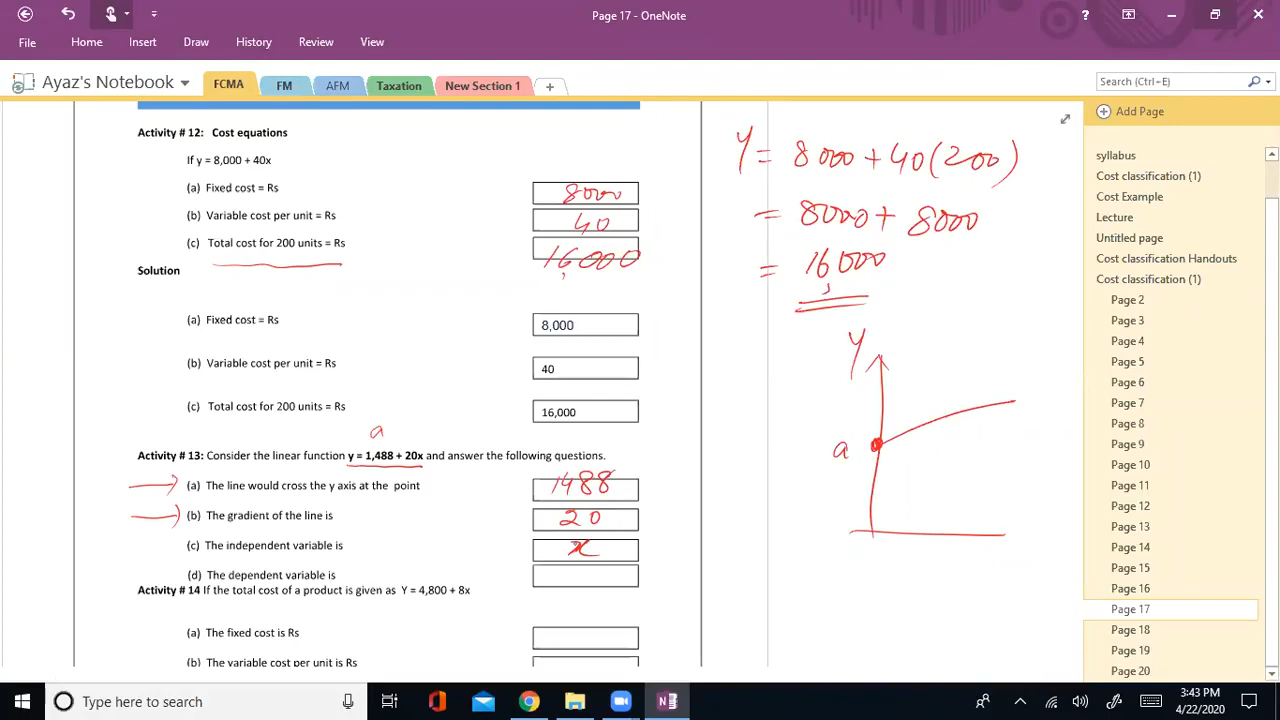 Page 17 - OneNote
?
File Home Insert Draw History Review View
Ayaz's Notebook FCMA FM AFM Taxation New Section 1
Search (Ctrl+E)
Add Page
Activity # 12: Cost equations
If y = 8,000 + 40x
(a) Fixed cost = Rs 8000
(b) Variable cost per unit = Rs 40
(c) Total cost for 200 units = Rs 16,000
Solution
(a) Fixed cost = Rs 8,000
(b) Variable cost per unit = Rs 40
(c) Total cost for 200 units = Rs 16,000
a
Activity # 13: Consider the linear function y = 1,488 + 20x and answer the following questions.
(a) The line would cross the y axis at the point 1488
(b) The gradient of the line is 20
(c) The independent variable is x
(d) The dependent variable is
Activity # 14 If the total cost of a product is given as Y = 4,800 + 8x
(a) The fixed cost is Rs
(b) The variable cost per unit is Rs
Y = 8000 + 40(200)
= 8000 + 8000
= 16,000
Y
a
syllabus
Cost classification (1)
Cost Example
Lecture
Untitled page
Cost classification Handouts
Cost classification (1)
Page 2
Page 3
Page 4
Page 5
Page 6
Page 7
Page 8
Page 9
Page 10
Page 11
Page 12
Page 13
Page 14
Page 15
Page 16
Page 17
Page 18
Page 19
Page 20
Type here to search
3:43 PM
4/22/2020